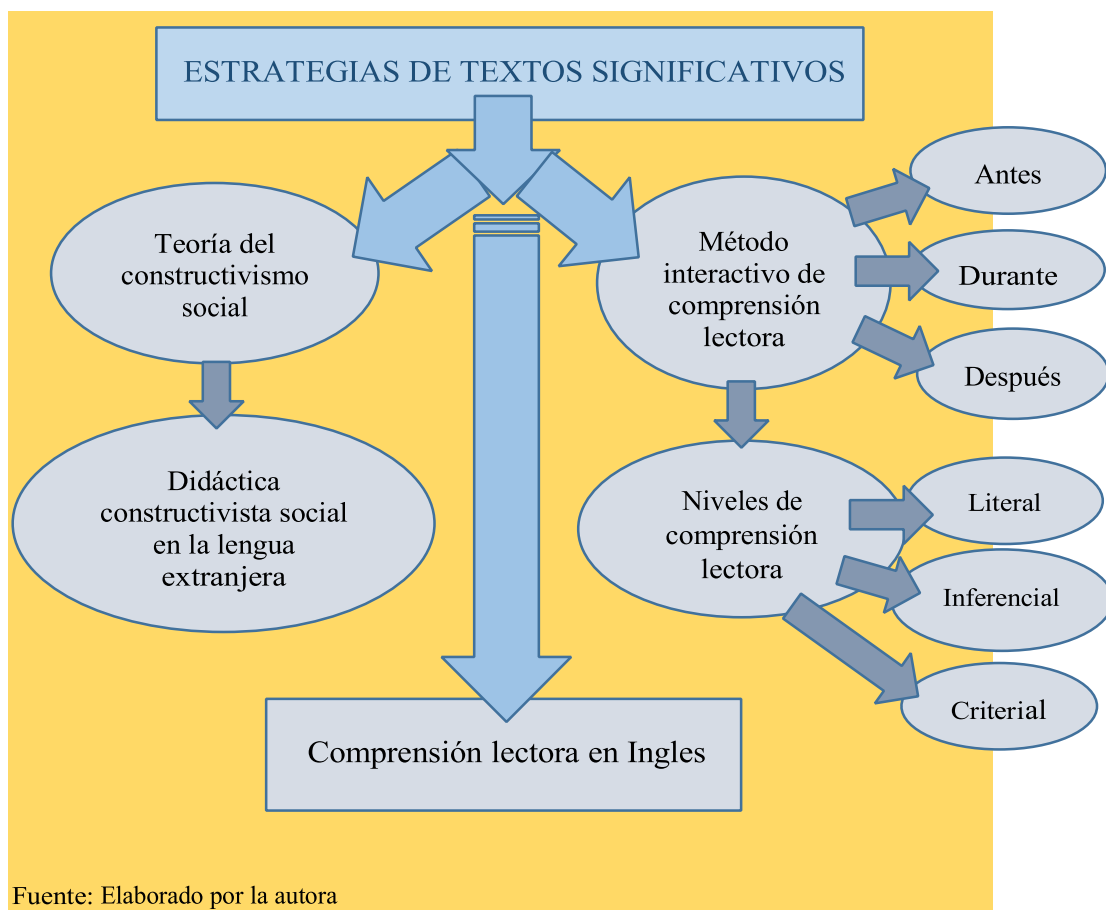 ESTRATEGIAS DE TEXTOS SIGNIFICATIVOS
Teoría del
constructivismo
social
Método
interactivo de
comprensión
lectora
Antes
Durante
Después
Didáctica
constructivista social
en la lengua
extranjera
Niveles de
comprensión
lectora
Literal
Inferencial
Criterial
Comprensión lectora en Ingles
Fuente: Elaborado por la autora